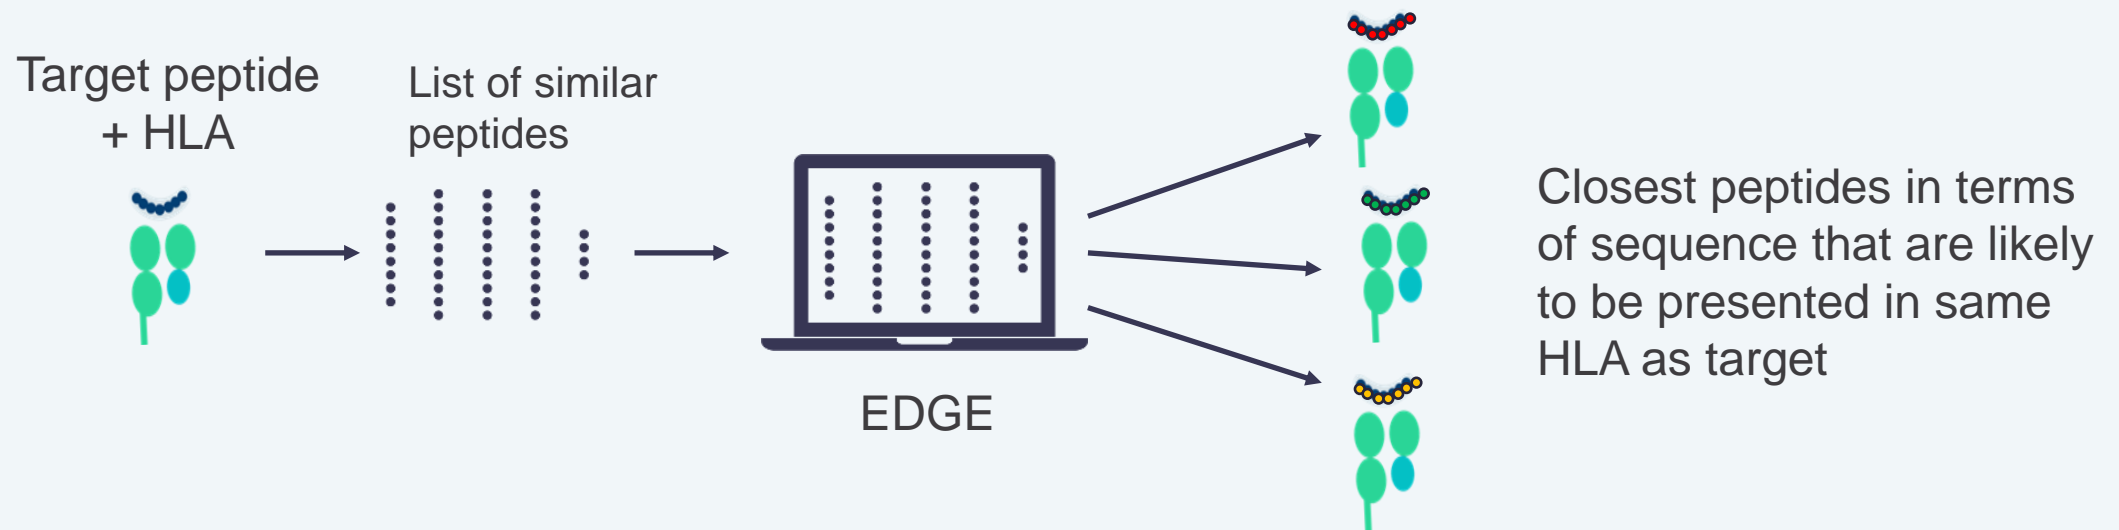 Target peptide
+ HLA
List of similar
peptides
EDGE
Closest peptides in terms
of sequence that are likely
to be presented in same
HLA as target